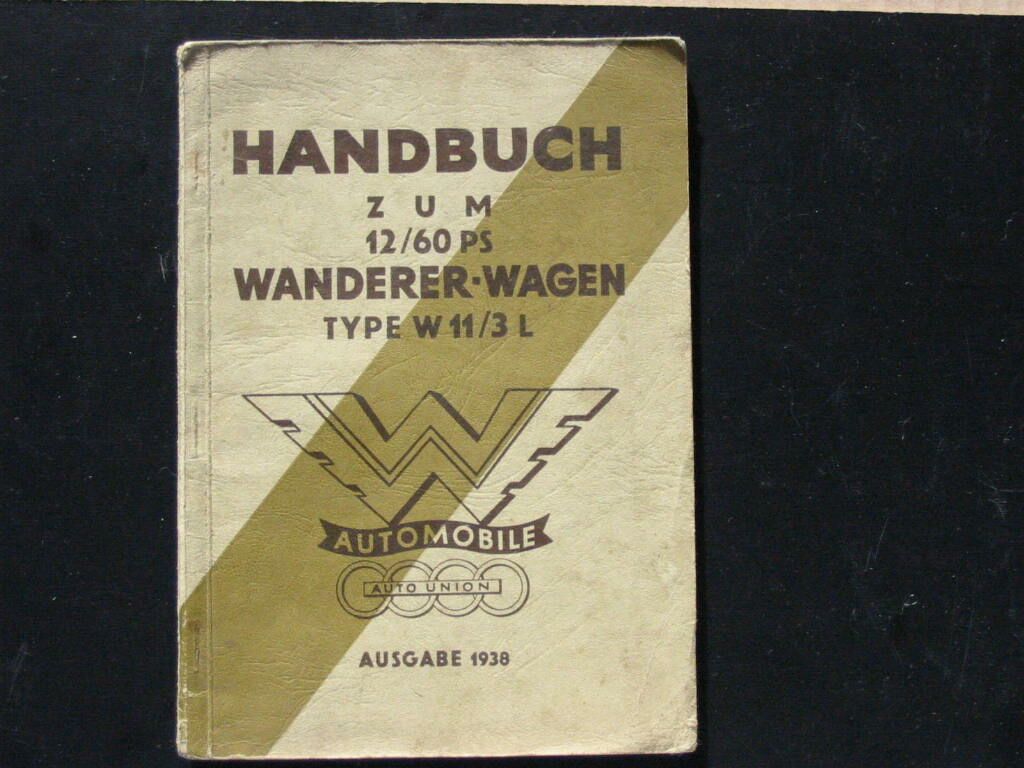 HANDBUCH
ZUM
12/60 PS
WANDERER-WAGEN
TYPE W 11/3 L
W
AUTOMOBILE
AUTO UNION
AUSGABE 1938